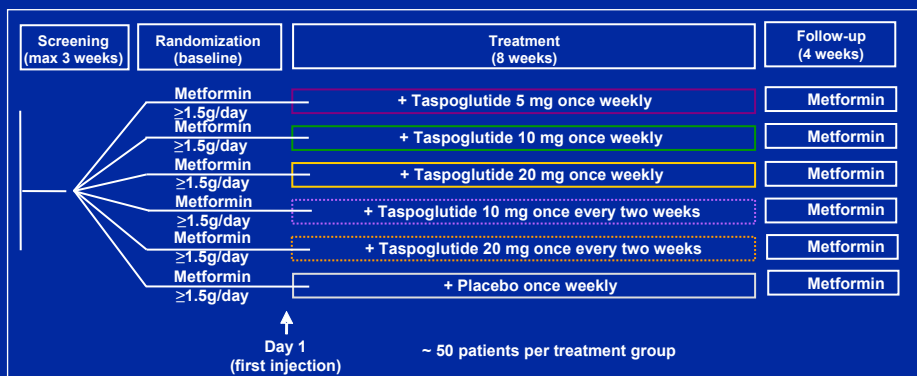 Screening
(max 3 weeks)
Randomization
(baseline)
Treatment
(8 weeks)
Follow-up
(4 weeks)
Metformin
≥1.5g/day
+ Taspoglutide 5 mg once weekly
Metformin
Metformin
≥1.5g/day
+ Taspoglutide 10 mg once weekly
Metformin
Metformin
≥1.5g/day
+ Taspoglutide 20 mg once weekly
Metformin
Metformin
≥1.5g/day
+ Taspoglutide 10 mg once every two weeks
Metformin
Metformin
≥1.5g/day
+ Taspoglutide 20 mg once every two weeks
Metformin
Metformin
≥1.5g/day
+ Placebo once weekly
Metformin
Day 1
(first injection)
~ 50 patients per treatment group